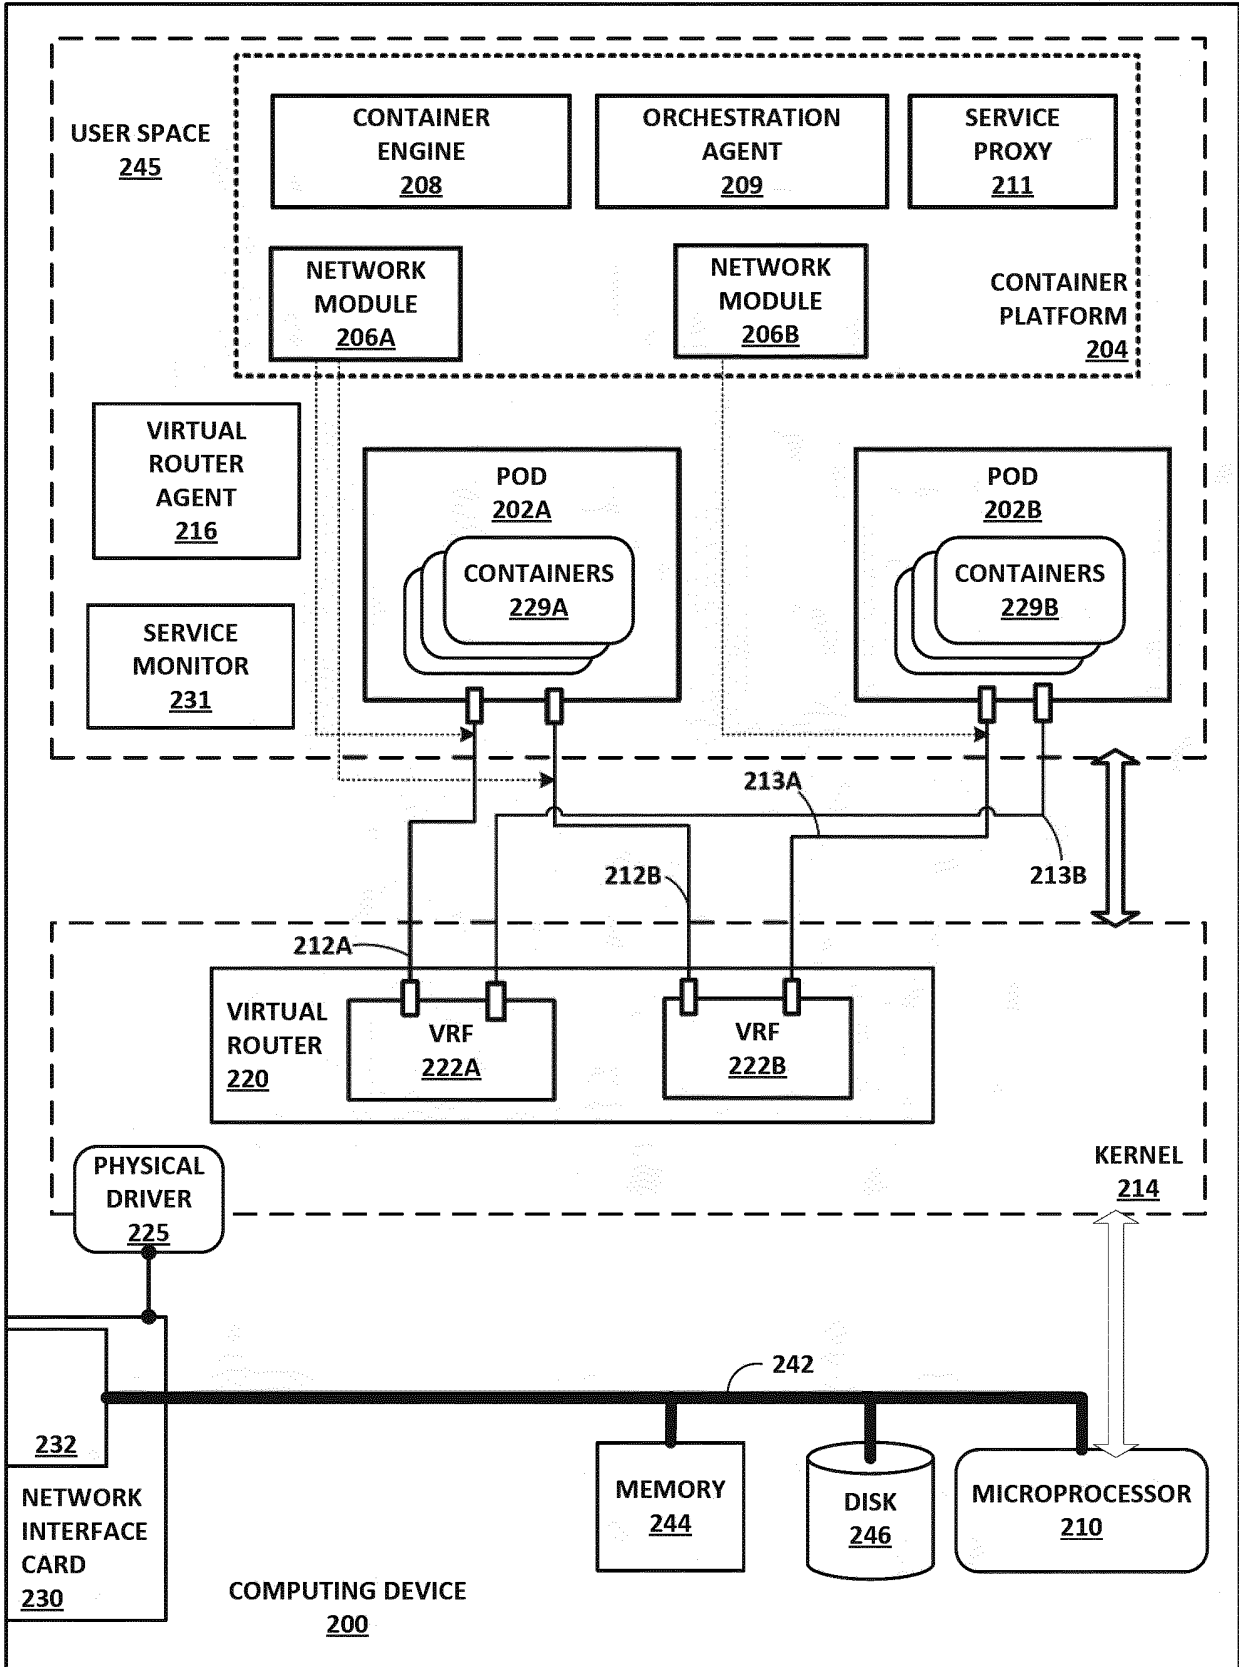 USER SPACE
245
CONTAINER
ENGINE
208
ORCHESTRATION
AGENT
209
SERVICE
PROXY
211
NETWORK
MODULE
206A
NETWORK
MODULE
206B
CONTAINER
PLATFORM
204
VIRTUAL
ROUTER
AGENT
216
POD
202A
CONTAINERS
229A
POD
202B
CONTAINERS
229B
SERVICE
MONITOR
231
213A
212B
213B
212A
VIRTUAL
ROUTER
220
VRF
222A
VRF
222B
KERNEL
214
PHYSICAL
DRIVER
225
242
232
NETWORK
INTERFACE
CARD
230
MEMORY
244
DISK
246
MICROPROCESSOR
210
COMPUTING DEVICE
200